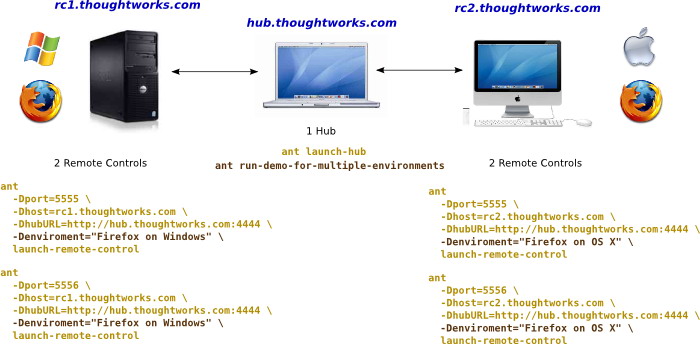 rc1.thoughtworks.com
hub.thoughtworks.com
rc2.thoughtworks.com
1 Hub
ant launch-hub
ant run-demo-for-multiple-environments
2 Remote Controls
2 Remote Controls
ant
-Dport=5555 \
-Dhost=rc1.thoughtworks.com \
-DhubURL=http://hub.thoughtworks.com:4444 \
-Denviroment="Firefox on Windows" \
launch-remote-control
ant
-Dport=5556 \
-Dhost=rc1.thoughtworks.com \
-DhubURL=http://hub.thoughtworks.com:4444 \
-Denviroment="Firefox on Windows" \
launch-remote-control
ant
-Dport=5555 \
-Dhost=rc2.thoughtworks.com \
-DhubURL=http://hub.thoughtworks.com:4444 \
-Denviroment="Firefox on OS X" \
launch-remote-control
ant
-Dport=5556 \
-Dhost=rc2.thoughtworks.com \
-DhubURL=http://hub.thoughtworks.com:4444 \
-Denviroment="Firefox on OS X" \
launch-remote-control